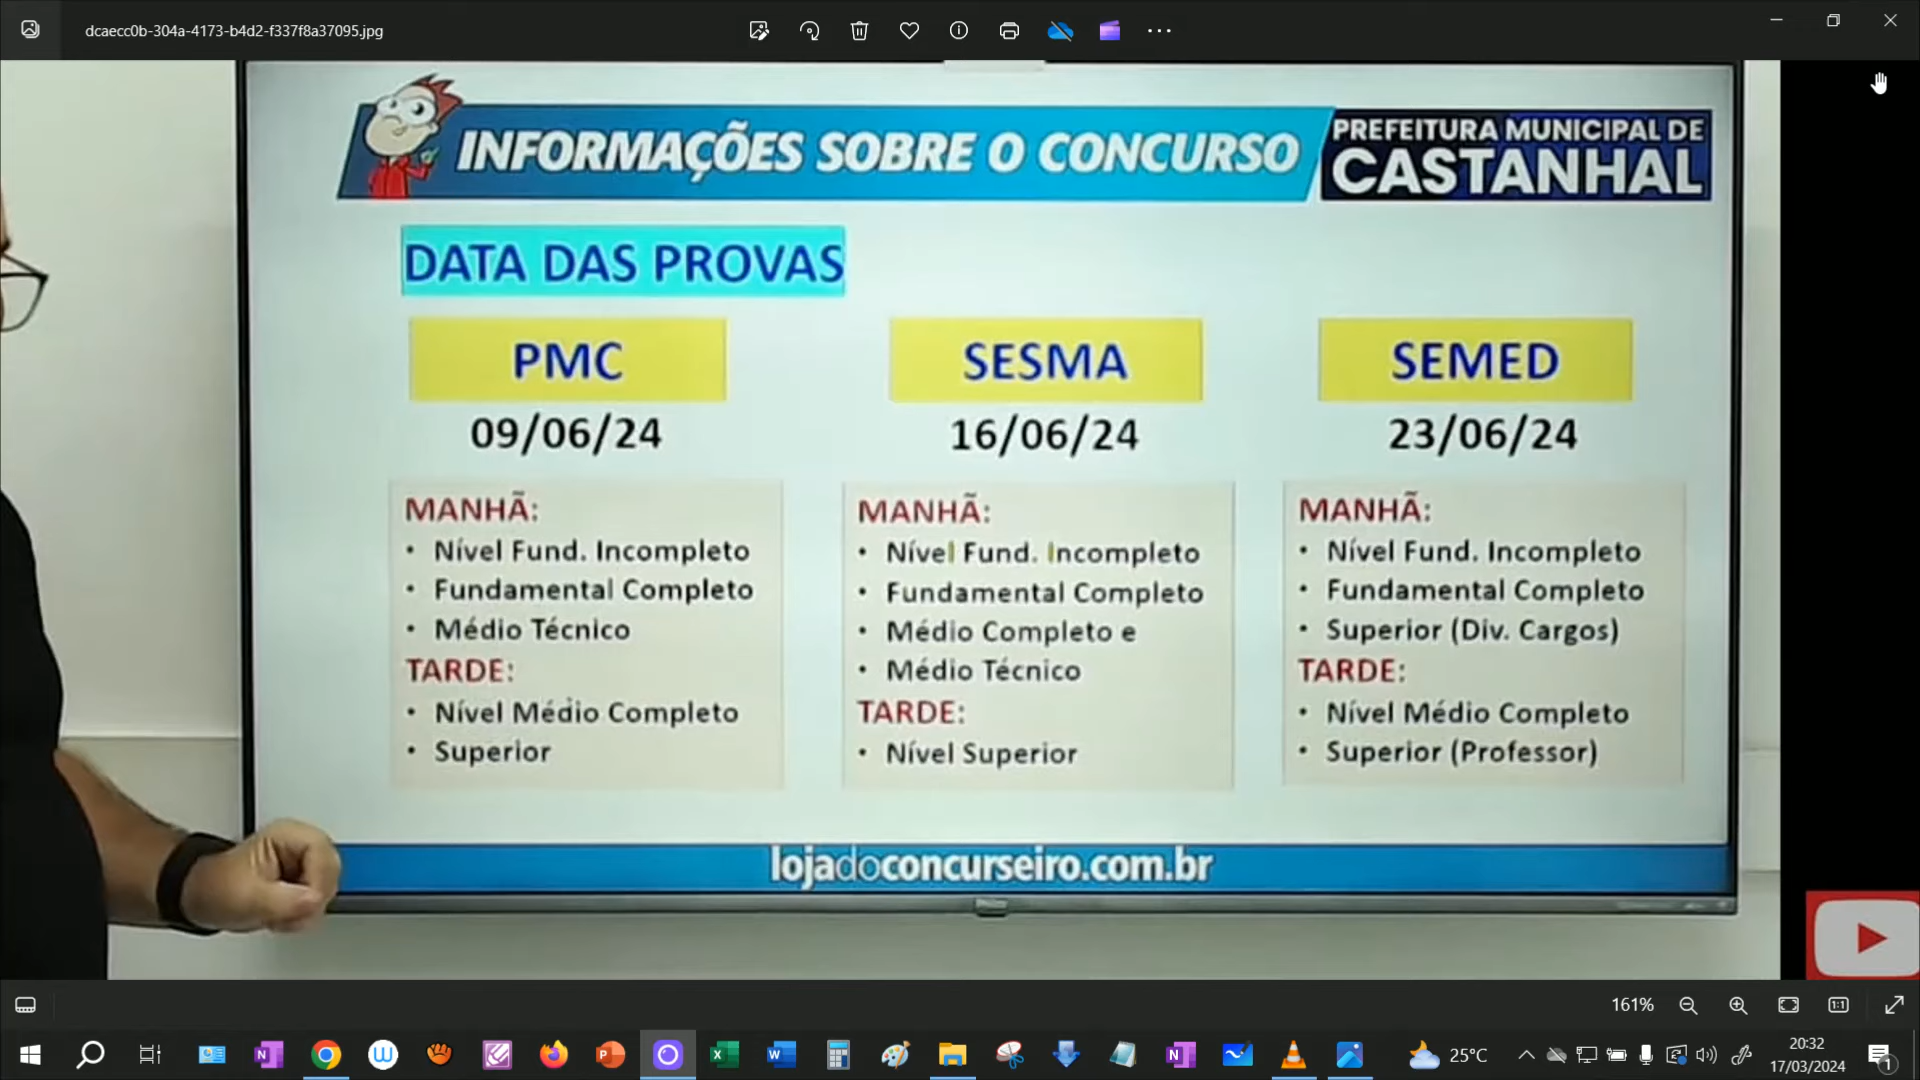 dcaecc0b-304a-4173-b4d2-f337f8a37095.jpg
INFORMAÇÕES SOBRE O CONCURSO
PREFEITURA MUNICIPAL DE
CASTANHAL
DATA DAS PROVAS
PMC
09/06/24
MANHÃ:
• Nível Fund. Incompleto
• Fundamental Completo
• Médio Técnico
TARDE:
• Nível Médio Completo
• Superior
SESMA
16/06/24
MANHÃ:
• Nível Fund. Incompleto
• Fundamental Completo
• Médio Completo e
• Médio Técnico
TARDE:
• Nível Superior
SEMED
23/06/24
MANHÃ:
• Nível Fund. Incompleto
• Fundamental Completo
• Superior (Div. Cargos)
TARDE:
• Nível Médio Completo
• Superior (Professor)
lojadoconcurseiro.com.br
161%
25°C
20:32
17/03/2024
1